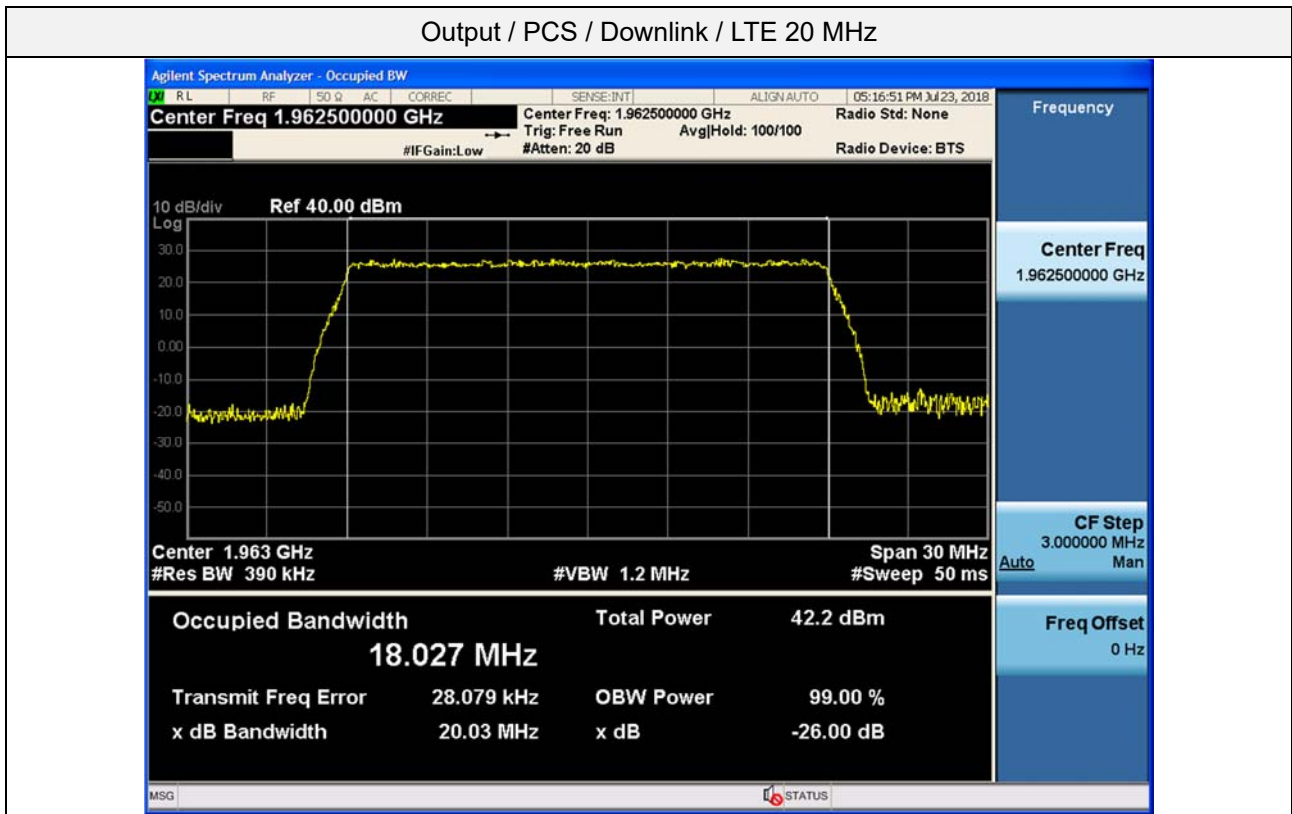 Output / PCS / Downlink / LTE 20 MHz
Agilent Spectrum Analyzer - Occupied BW
LXI RL RF 50 Ω AC CORREC SENSE:INT ALIGN AUTO 05:16:51 PM Jul 23, 2018
Center Freq 1.962500000 GHz Center Freq: 1.962500000 GHz Radio Std: None
Trig: Free Run Avg|Hold: 100/100
#IFGain:Low #Atten: 20 dB Radio Device: BTS
Frequency
10 dB/div Ref 40.00 dBm
Log
30.0
20.0
10.0
0.00
-10.0
-20.0
-30.0
-40.0
-50.0
Center 1.963 GHz Span 30 MHz
#Res BW 390 kHz #VBW 1.2 MHz #Sweep 50 ms
Center Freq
1.962500000 GHz
CF Step
3.000000 MHz
Auto Man
Freq Offset
0 Hz
Occupied Bandwidth Total Power 42.2 dBm
18.027 MHz
Transmit Freq Error 28.079 kHz OBW Power 99.00 %
x dB Bandwidth 20.03 MHz x dB -26.00 dB
MSG STATUS